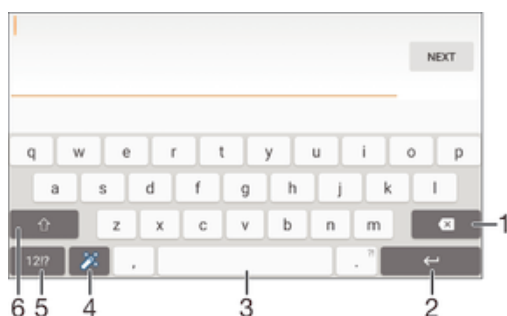 NEXT
q w e r t y u i o p
a s d f g h j k l
z x c v b n m 1
12!? , . ?!
6 5 4 3 2